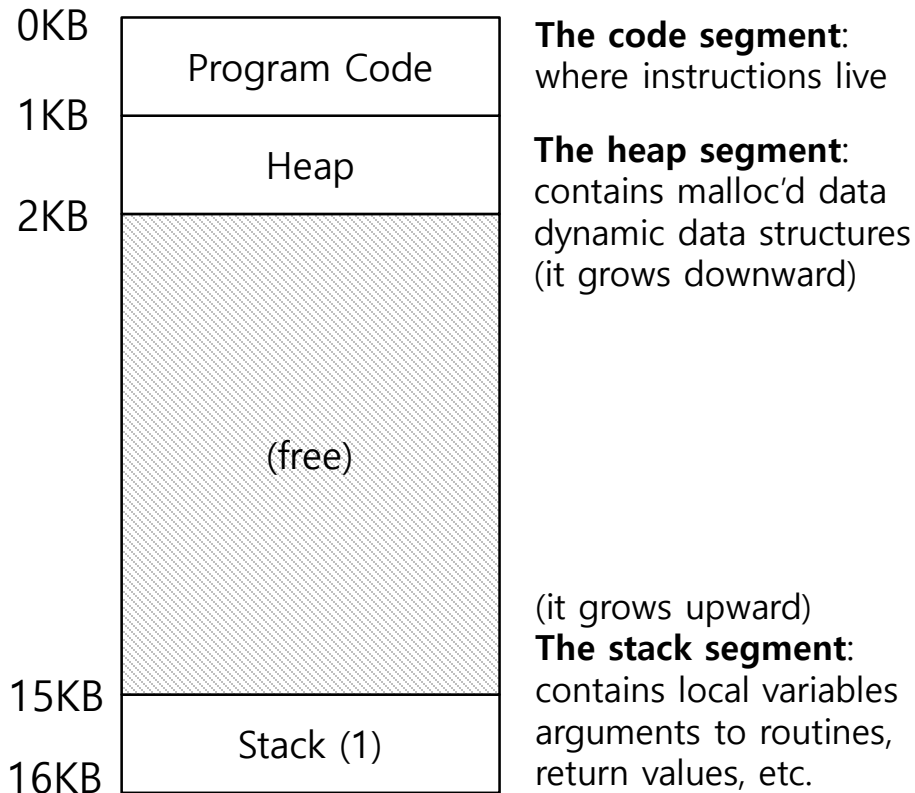 0KB
Program Code
1KB
Heap
2KB
(free)
15KB
Stack (1)
16KB
The code segment:
where instructions live
The heap segment:
contains malloc’d data
dynamic data structures
(it grows downward)
(it grows upward)
The stack segment:
contains local variables
arguments to routines,
return values, etc.